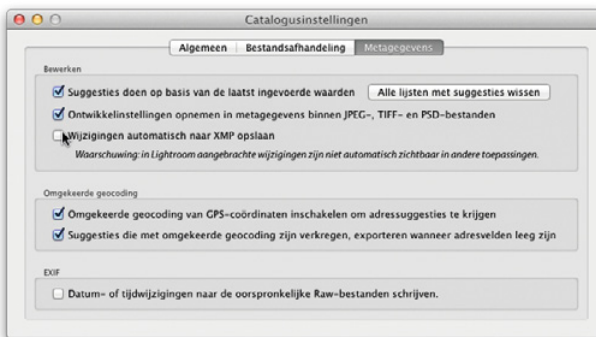 Catalogusinstellingen
Algemeen Bestandsafhandeling Metagegevens
Bewerken
Suggesties doen op basis van de laatst ingevoerde waarden Alle lijsten met suggesties wissen
Ontwikkelinstellingen opnemen in metagegevens binnen JPEG-, TIFF- en PSD-bestanden
Wijzigingen automatisch naar XMP opslaan
Waarschuwing: in Lightroom aangebrachte wijzigingen zijn niet automatisch zichtbaar in andere toepassingen.
Omgekeerde geocoding
Omgekeerde geocoding van GPS-coördinaten inschakelen om adressuggesties te krijgen
Suggesties die met omgekeerde geocoding zijn verkregen, exporteren wanneer adresvelden leeg zijn
EXIF
Datum- of tijdwijzigingen naar de oorspronkelijke Raw-bestanden schrijven.